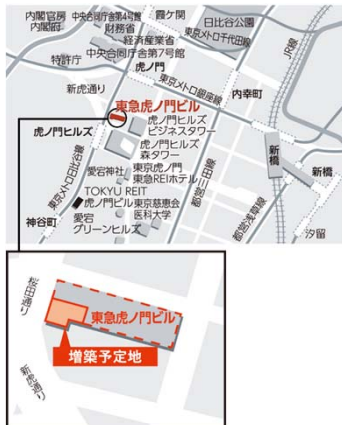 内閣官房
内閣府
中央合同庁舎第4号館
財務省
霞ケ関
日比谷公園
東京メトロ千代田線
JR線
経済産業省
特許庁
中央合同庁舎第7号館
虎ノ門
東京メトロ銀座線
内幸町
新虎通り
東急虎ノ門ビル
虎ノ門ヒルズ
虎ノ門ヒルズ
ビジネスタワー
虎ノ門ヒルズ
森タワー
新橋
新橋
愛宕神社
東京虎ノ門
東急REIホテル
東京メトロ日比谷線
都営三田線
TOKYU REIT
虎ノ門ビル
東京慈恵会
医科大学
都営浅草線
神谷町
愛宕
グリーンヒルズ
汐留
桜田通り
東急虎ノ門ビル
増築予定地
新虎通り